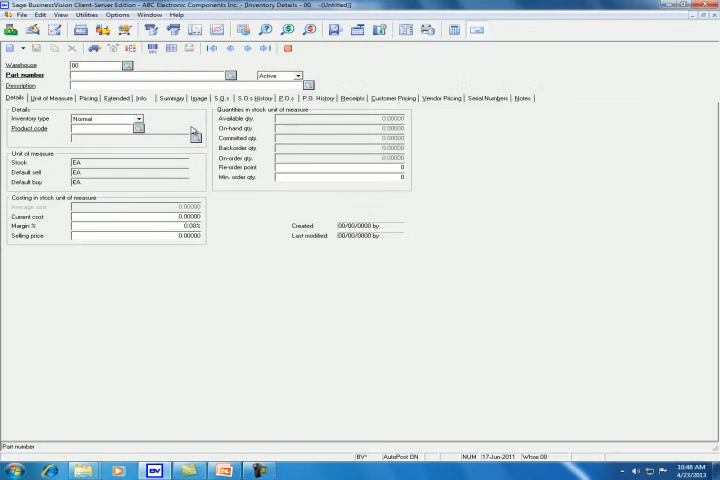 Sage BusinessVision Client-Server Edition - ABC Electronic Components Inc. - [Inventory Details - 00 -(Untitled)]
File Edit View Utilities Options Window Help
Warehouse 00
Part number Active
Description
Details Unit of Measure Pricing Extended Info Summary Image S.O.s S.O.s History P.O.s P.O. History Receipts Customer Pricing Vendor Pricing Serial Numbers Notes
Details
Inventory type Normal
Product code
Unit of measure
Stock EA
Default sell EA
Default buy EA
Costing in stock unit of measure
Average cost 0.00000
Current cost 0.00000
Margin % 0.00%
Selling price 0.00000
Quantities in stock unit of measure
Available qty. 0.00000
On-hand qty. 0.00000
Committed qty. 0.00000
Backorder qty. 0.00000
On-order qty. 0.00000
Re-order point 0
Min. order qty. 0
Created: 00/00/0000 by
Last modified: 00/00/0000 by
Part number
BV* AutoPost ON NUM 17-Jun-2011 Whse.00
BV
10:48 AM
4/23/2013